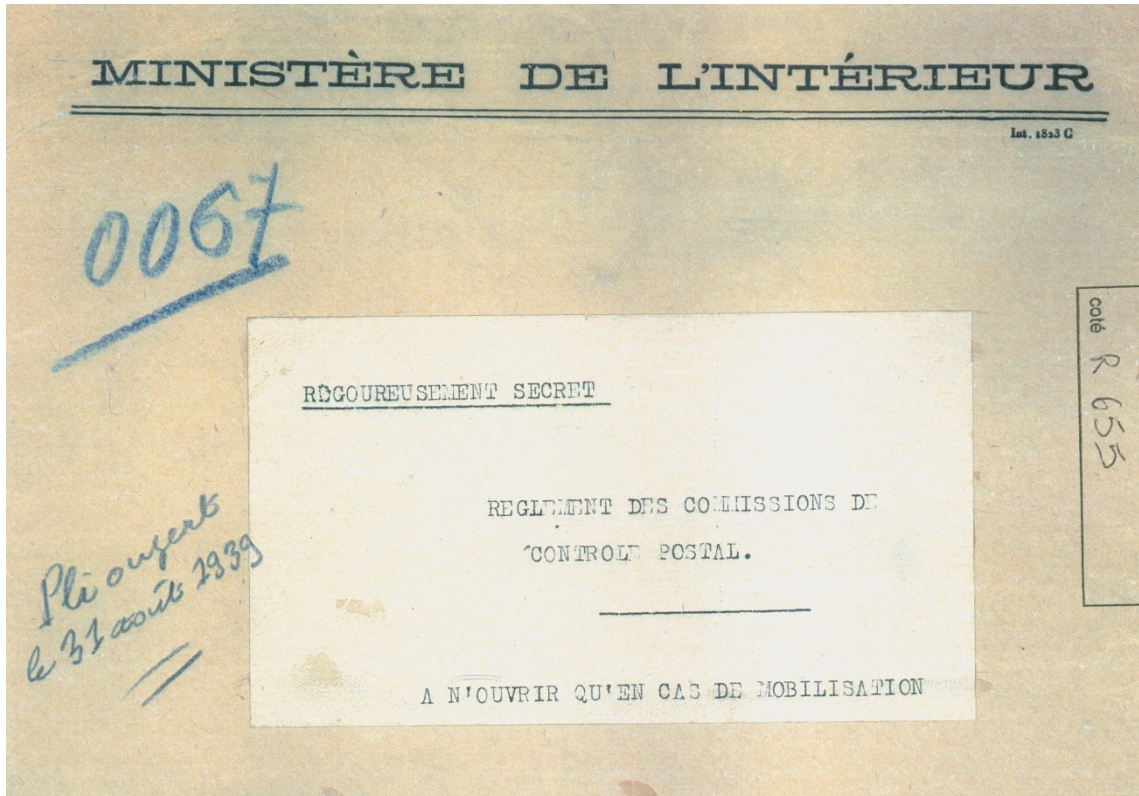 MINISTÈRE DE L'INTÉRIEUR
Int. 1823 C
0067
coté R 655
RIGOUREUSEMENT SECRET
REGLEMENT DES COMMISSIONS DE
CONTROLE POSTAL.
Pli ouvert
le 31 août 1939
A N'OUVRIR QU'EN CAS DE MOBILISATION